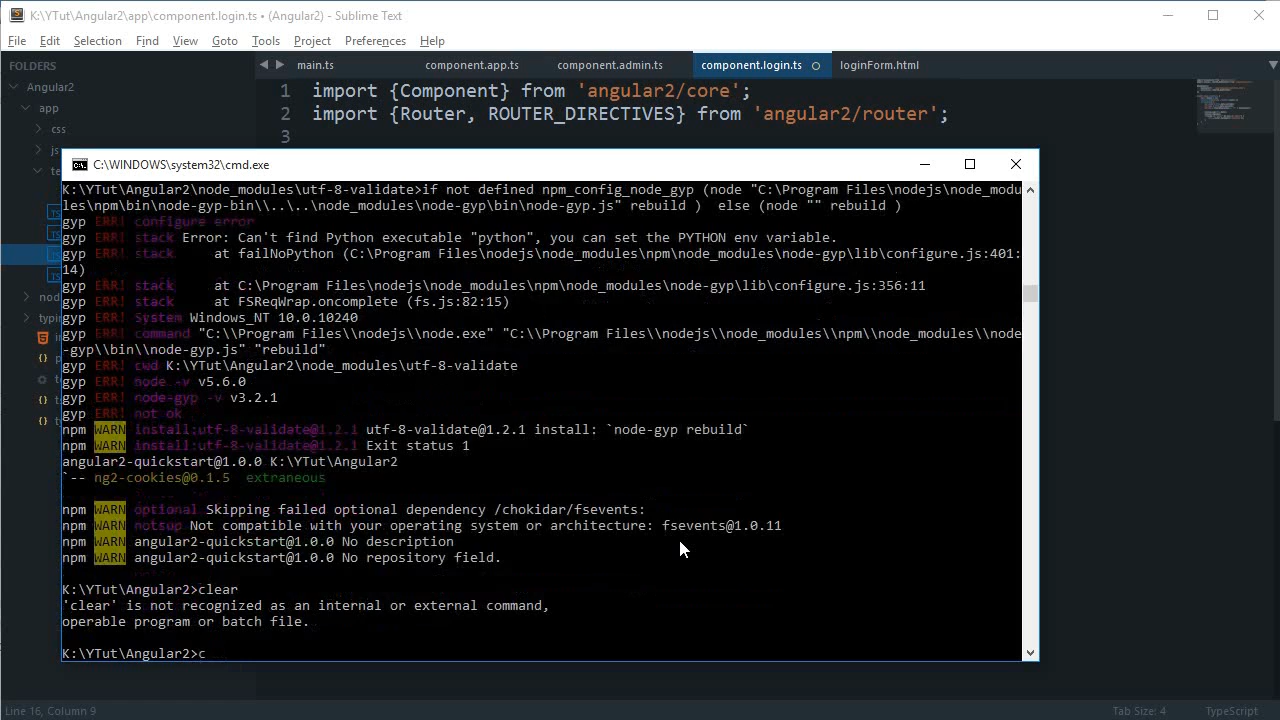 K:\YTut\Angular2\app\component.login.ts • (Angular2) - Sublime Text
File Edit Selection Find View Goto Tools Project Preferences Help
FOLDERS
Angular2
app
css
main.ts component.app.ts component.admin.ts component.login.ts loginForm.html
1 import {Component} from 'angular2/core';
2 import {Router, ROUTER_DIRECTIVES} from 'angular2/router';
3
C:\WINDOWS\system32\cmd.exe
K:\YTut\Angular2\node_modules\utf-8-validate>if not defined npm_config_node_gyp (node "C:\Program Files\nodejs\node_modu
les\npm\bin\node-gyp-bin\\..\..\node_modules\node-gyp\bin\node-gyp.js" rebuild )  else (node "" rebuild )
gyp ERR! configure error
gyp ERR! stack Error: Can't find Python executable "python", you can set the PYTHON env variable.
gyp ERR! stack     at failNoPython (C:\Program Files\nodejs\node_modules\npm\node_modules\node-gyp\lib\configure.js:401:
14)
gyp ERR! stack     at C:\Program Files\nodejs\node_modules\npm\node_modules\node-gyp\lib\configure.js:356:11
gyp ERR! stack     at FSReqWrap.oncomplete (fs.js:82:15)
gyp ERR! System Windows_NT 10.0.10240
gyp ERR! command "C:\\Program Files\\nodejs\\node.exe" "C:\\Program Files\\nodejs\\node_modules\\npm\\node_modules\\node
-gyp\\bin\\node-gyp.js" "rebuild"
gyp ERR! cwd K:\YTut\Angular2\node_modules\utf-8-validate
gyp ERR! node -v v5.6.0
gyp ERR! node-gyp -v v3.2.1
gyp ERR! not ok
npm WARN install:utf-8-validate@1.2.1 utf-8-validate@1.2.1 install: `node-gyp rebuild`
npm WARN install:utf-8-validate@1.2.1 Exit status 1
angular2-quickstart@1.0.0 K:\YTut\Angular2
`-- ng2-cookies@0.1.5  extraneous
npm WARN optional Skipping failed optional dependency /chokidar/fsevents:
npm WARN notsup Not compatible with your operating system or architecture: fsevents@1.0.11
npm WARN angular2-quickstart@1.0.0 No description
npm WARN angular2-quickstart@1.0.0 No repository field.
K:\YTut\Angular2>clear
'clear' is not recognized as an internal or external command,
operable program or batch file.
K:\YTut\Angular2>c
Line 16, Column 9
Tab Size: 4
TypeScript